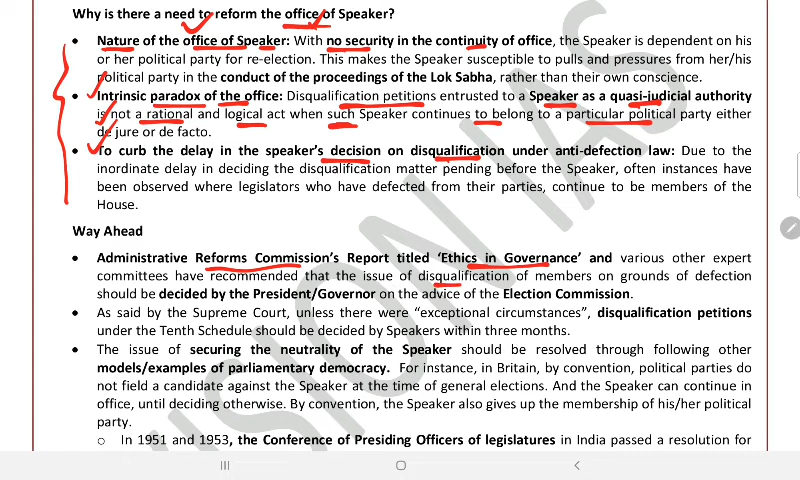 Why is there a need to reform the office of Speaker?
• Nature of the office of Speaker: With no security in the continuity of office, the Speaker is dependent on his
or her political party for re-election. This makes the Speaker susceptible to pulls and pressures from her/his
political party in the conduct of the proceedings of the Lok Sabha, rather than their own conscience.
• Intrinsic paradox of the office: Disqualification petitions entrusted to a Speaker as a quasi-judicial authority
is not a rational and logical act when such Speaker continues to belong to a particular political party either
de jure or de facto.
• To curb the delay in the speaker's decision on disqualification under anti-defection law: Due to the
inordinate delay in deciding the disqualification matter pending before the Speaker, often instances have
been observed where legislators who have defected from their parties, continue to be members of the
House.
Way Ahead
• Administrative Reforms Commission's Report titled 'Ethics in Governance' and various other expert
committees have recommended that the issue of disqualification of members on grounds of defection
should be decided by the President/Governor on the advice of the Election Commission.
• As said by the Supreme Court, unless there were "exceptional circumstances", disqualification petitions
under the Tenth Schedule should be decided by Speakers within three months.
• The issue of securing the neutrality of the Speaker should be resolved through following other
models/examples of parliamentary democracy. For instance, in Britain, by convention, political parties do
not field a candidate against the Speaker at the time of general elections. And the Speaker can continue in
office, until deciding otherwise. By convention, the Speaker also gives up the membership of his/her political
party.
○ In 1951 and 1953, the Conference of Presiding Officers of legislatures in India passed a resolution for
VISION IAS